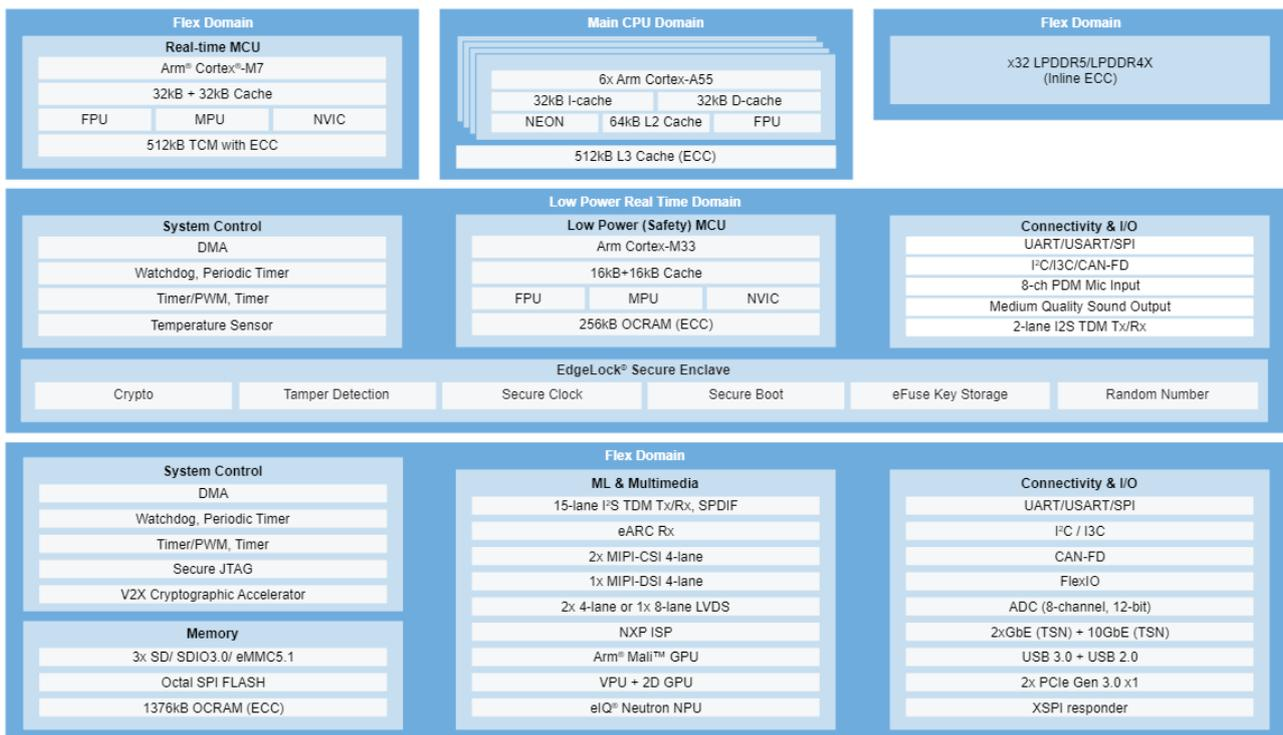 Flex Domain
Real-time MCU
Arm® Cortex®-M7
32kB + 32kB Cache
FPU MPU NVIC
512kB TCM with ECC
Main CPU Domain
6x Arm Cortex-A55
32kB I-cache 32kB D-cache
NEON 64kB L2 Cache FPU
512kB L3 Cache (ECC)
Flex Domain
x32 LPDDR5/LPDDR4X
(Inline ECC)
Low Power Real Time Domain
System Control
DMA
Watchdog, Periodic Timer
Timer/PWM, Timer
Temperature Sensor
Low Power (Safety) MCU
Arm Cortex-M33
16kB+16kB Cache
FPU MPU NVIC
256kB OCRAM (ECC)
Connectivity & I/O
UART/USART/SPI
I²C/I3C/CAN-FD
8-ch PDM Mic Input
Medium Quality Sound Output
2-lane I2S TDM Tx/Rx
EdgeLock® Secure Enclave
Crypto Tamper Detection Secure Clock Secure Boot eFuse Key Storage Random Number
Flex Domain
System Control
DMA
Watchdog, Periodic Timer
Timer/PWM, Timer
Secure JTAG
V2X Cryptographic Accelerator
Memory
3x SD/ SDIO3.0/ eMMC5.1
Octal SPI FLASH
1376kB OCRAM (ECC)
ML & Multimedia
15-lane I²S TDM Tx/Rx, SPDIF
eARC Rx
2x MIPI-CSI 4-lane
1x MIPI-DSI 4-lane
2x 4-lane or 1x 8-lane LVDS
NXP ISP
Arm® Mali™ GPU
VPU + 2D GPU
eIQ® Neutron NPU
Connectivity & I/O
UART/USART/SPI
I²C / I3C
CAN-FD
FlexIO
ADC (8-channel, 12-bit)
2xGbE (TSN) + 10GbE (TSN)
USB 3.0 + USB 2.0
2x PCIe Gen 3.0 x1
XSPI responder